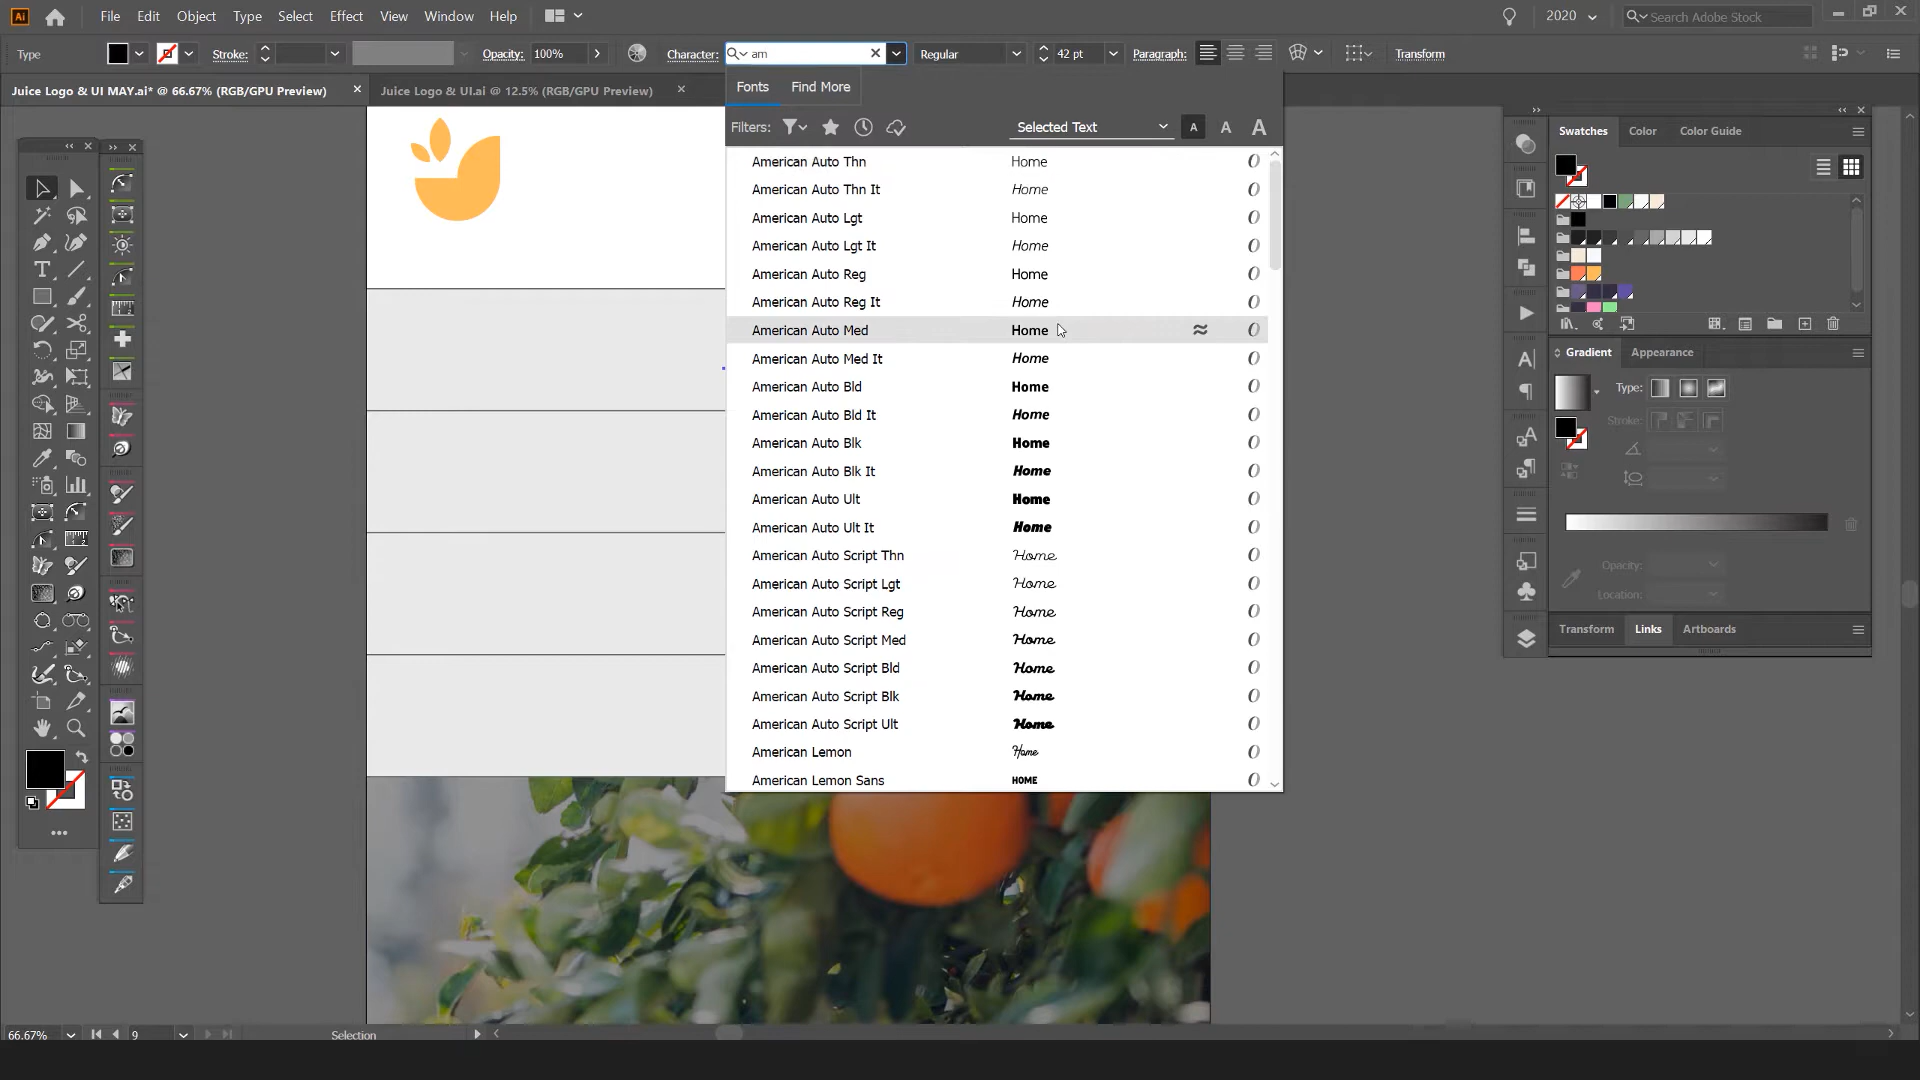 Ai File Edit Object Type Select Effect View Window Help 2020 Search Adobe Stock
Type Stroke: Opacity: 100% Character: am Regular 42 pt Paragraph: Transform
Juice Logo & UI MAY.ai* @ 66.67% (RGB/GPU Preview) Juice Logo & UI.ai @ 12.5% (RGB/GPU Preview)
Fonts Find More
Filters: Selected Text A A A
American Auto Thn Home
American Auto Thn It Home
American Auto Lgt Home
American Auto Lgt It Home
American Auto Reg Home
American Auto Reg It Home
American Auto Med Home
American Auto Med It Home
American Auto Bld Home
American Auto Bld It Home
American Auto Blk Home
American Auto Blk It Home
American Auto Ult Home
American Auto Ult It Home
American Auto Script Thn Home
American Auto Script Lgt Home
American Auto Script Reg Home
American Auto Script Med Home
American Auto Script Bld Home
American Auto Script Blk Home
American Auto Script Ult Home
American Lemon Home
American Lemon Sans HOME
Swatches Color Color Guide
Gradient Appearance
Type:
Stroke:
Opacity:
Location:
Transform Links Artboards
66.67% 9 Selection